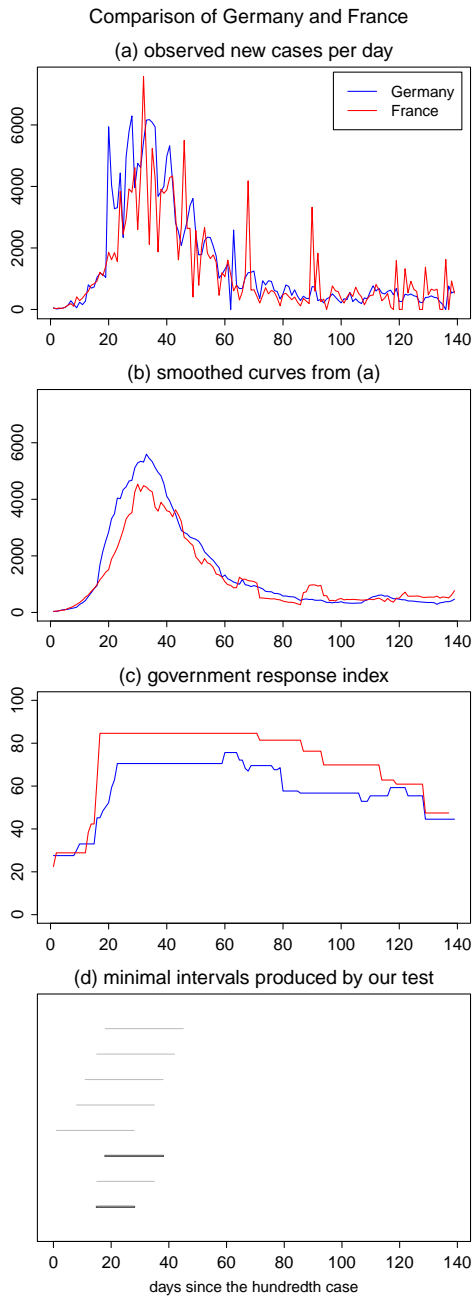 Comparison of Germany and France
(a) observed new cases per day
Germany
France
6000
4000
2000
0
0 20 40 60 80 100 120 140
(b) smoothed curves from (a)
6000
4000
2000
0
0 20 40 60 80 100 120 140
(c) government response index
100
80
60
40
20
0
0 20 40 60 80 100 120 140
(d) minimal intervals produced by our test
0 20 40 60 80 100 120 140
days since the hundredth case